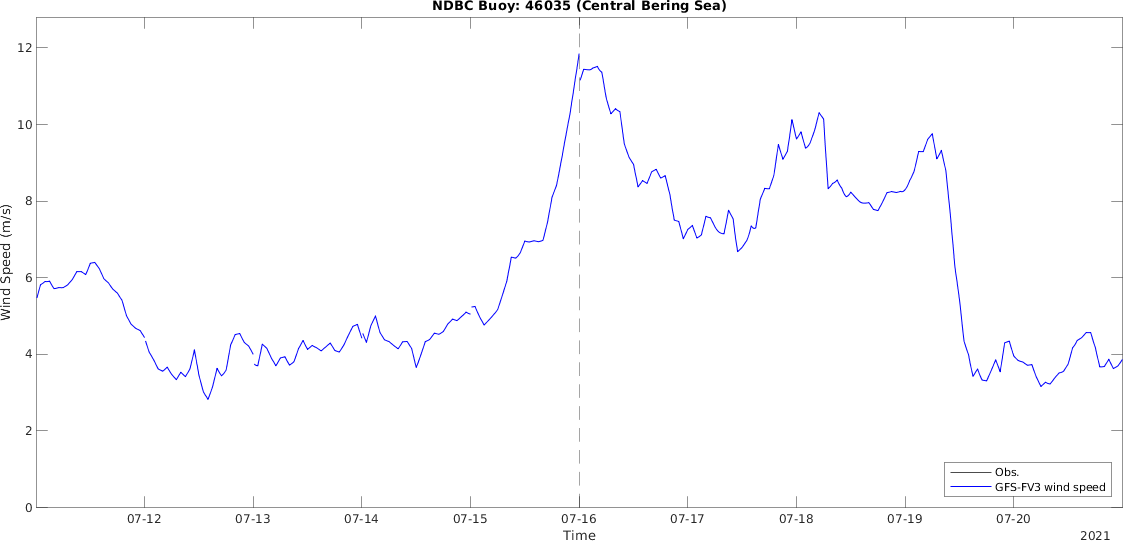 NDBC Buoy: 46035 (Central Bering Sea)
12
10
8
6
4
2
0
Wind Speed (m/s)
Obs.
GFS-FV3 wind speed
07-12 07-13 07-14 07-15 07-16 07-17 07-18 07-19 07-20
Time
2021